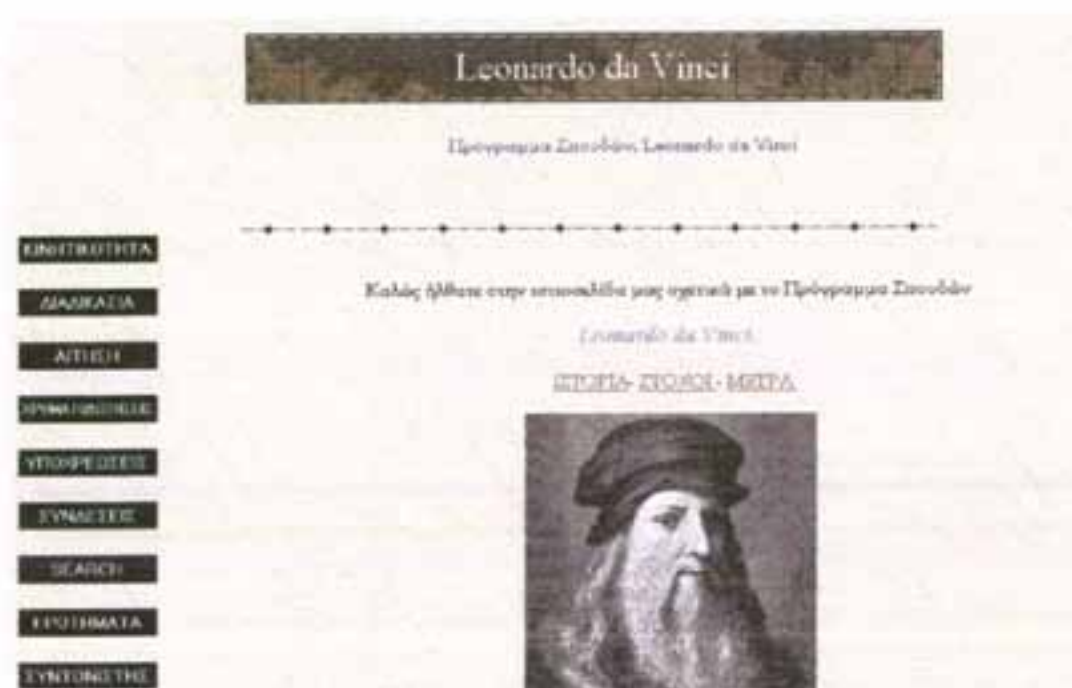 Leonardo da Vinci
Πρόγραμμα Σπουδών, Leonardo da Vinci
ΚΙΝΗΤΙΚΟΤΗΤΑ
ΔΙΑΔΙΚΑΣΙΑ
ΑΙΤΗΣΗ
ΧΡΗΜΑΤΟΔΟΤΗΣΕΙΣ
ΥΠΟΧΡΕΩΣΕΙΣ
ΣΥΝΔΕΣΕΙΣ
SEARCH
ΕΡΩΤΗΜΑΤΑ
ΣΥΝΤΟΝΙΣΤΗΣ
Καλώς ήλθατε στην ιστοσελίδα μας σχετικά με το Πρόγραμμα Σπουδών
Leonardo da Vinci.
ΙΣΤΟΡΙΑ- ΣΤΟΧΟΙ - ΜΕΤΡΑ